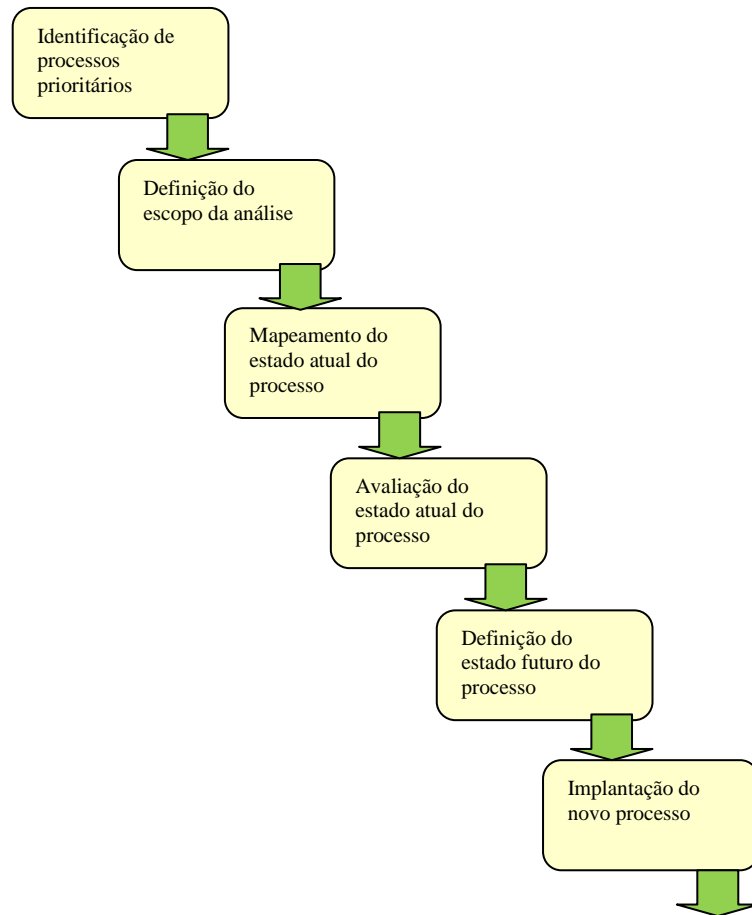 Identificação de
processos
prioritários
Definição do
escopo da análise
Mapeamento do
estado atual do
processo
Avaliação do
estado atual do
processo
Definição do
estado futuro do
processo
Implantação do
novo processo